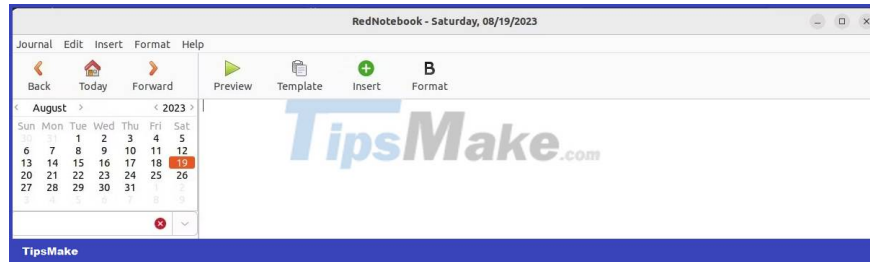 RedNotebook - Saturday, 08/19/2023
Journal Edit Insert Format Help
Back Today Forward Preview Template Insert Format
August 2023
Sun Mon Tue Wed Thu Fri Sat
30 31 1 2 3 4 5
6 7 8 9 10 11 12
13 14 15 16 17 18 19
20 21 22 23 24 25 26
27 28 29 30 31 1 2
3 4 5 6 7 8 9
TipsMake.com
TipsMake